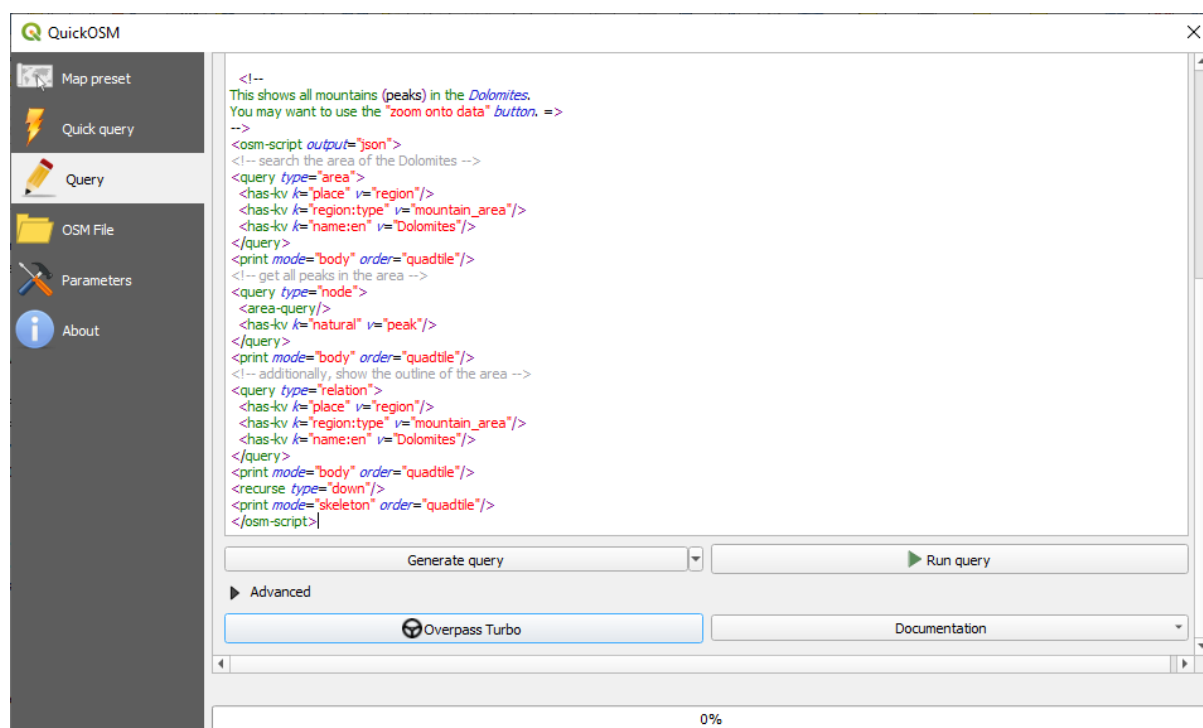 QuickOSM
Map preset
Quick query
Query
OSM File
Parameters
About
<!--
This shows all mountains (peaks) in the Dolomites.
You may want to use the "zoom onto data" button. =>
-->
<osm-script output="json">
<!-- search the area of the Dolomites -->
<query type="area">
<has-kv k="place" v="region"/>
<has-kv k="region:type" v="mountain_area"/>
<has-kv k="name:en" v="Dolomites"/>
</query>
<print mode="body" order="quadtile"/>
<!-- get all peaks in the area -->
<query type="node">
<area-query/>
<has-kv k="natural" v="peak"/>
</query>
<print mode="body" order="quadtile"/>
<!-- additionally, show the outline of the area -->
<query type="relation">
<has-kv k="place" v="region"/>
<has-kv k="region:type" v="mountain_area"/>
<has-kv k="name:en" v="Dolomites"/>
</query>
<print mode="body" order="quadtile"/>
<recurse type="down"/>
<print mode="skeleton" order="quadtile"/>
</osm-script>
Generate query
Run query
Advanced
Overpass Turbo
Documentation
0%